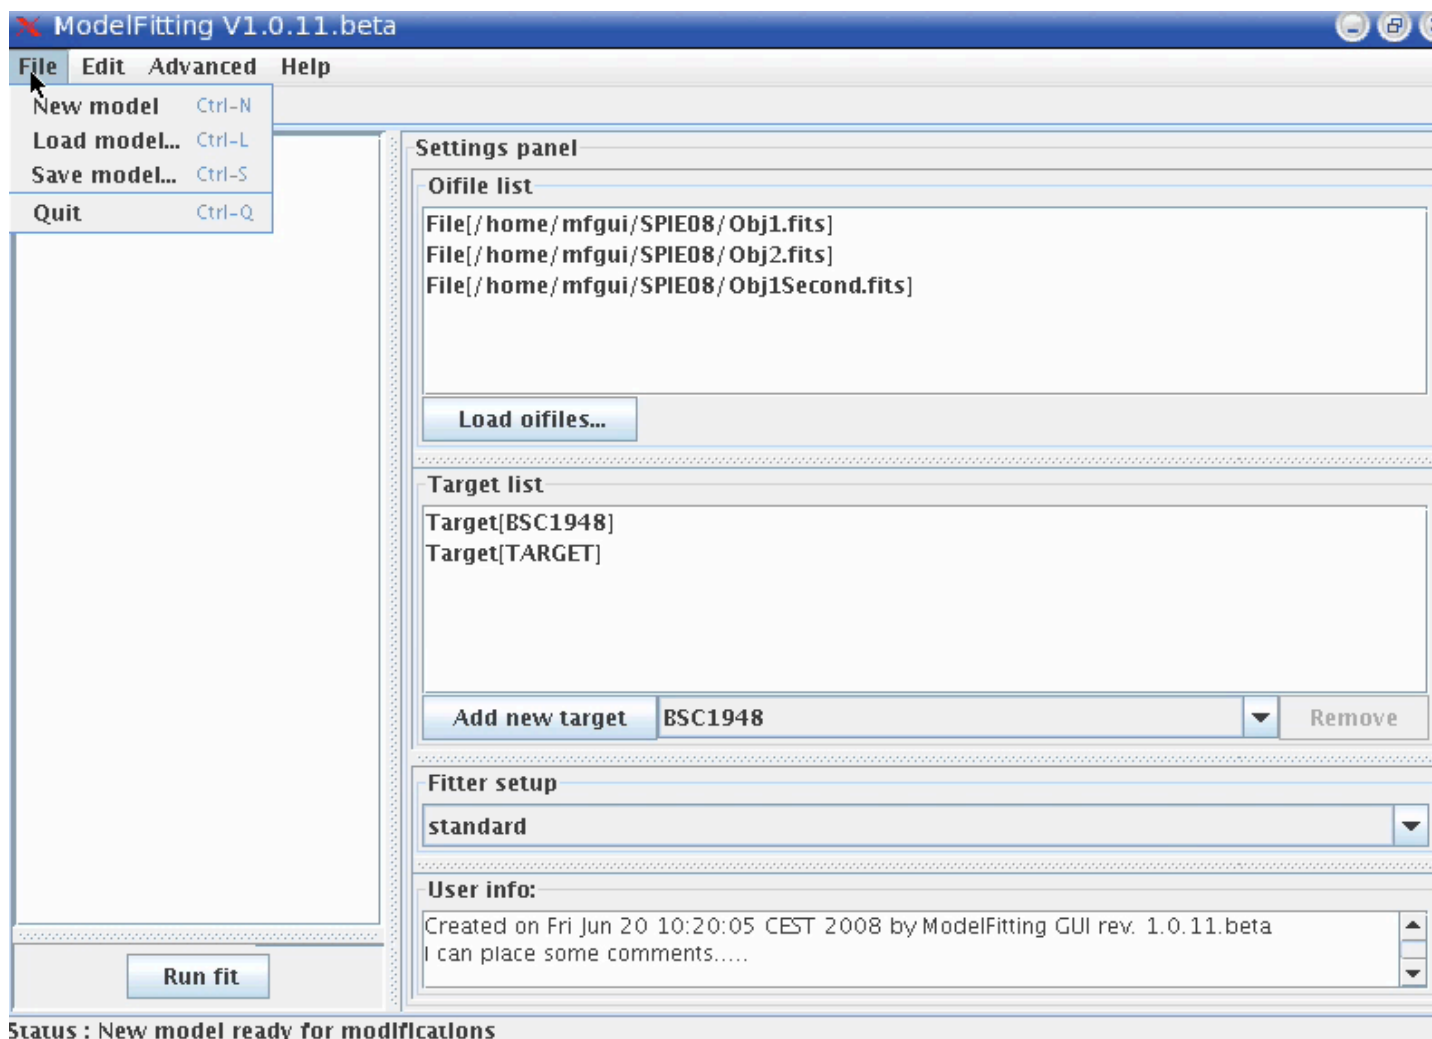 ModelFitting V1.0.11.beta
File Edit Advanced Help
New model Ctrl-N
Load model... Ctrl-L
Save model... Ctrl-S
Quit Ctrl-Q
Settings panel
Oifile list
File[/home/mfgui/SPIE08/Obj1.fits]
File[/home/mfgui/SPIE08/Obj2.fits]
File[/home/mfgui/SPIE08/Obj1Second.fits]
Load oifiles...
Target list
Target[BSC1948]
Target[TARGET]
Add new target BSC1948 Remove
Fitter setup
standard
User info:
Created on Fri Jun 20 10:20:05 CEST 2008 by ModelFitting GUI rev. 1.0.11.beta
I can place some comments.....
Run fit
Status : New model ready for modifications